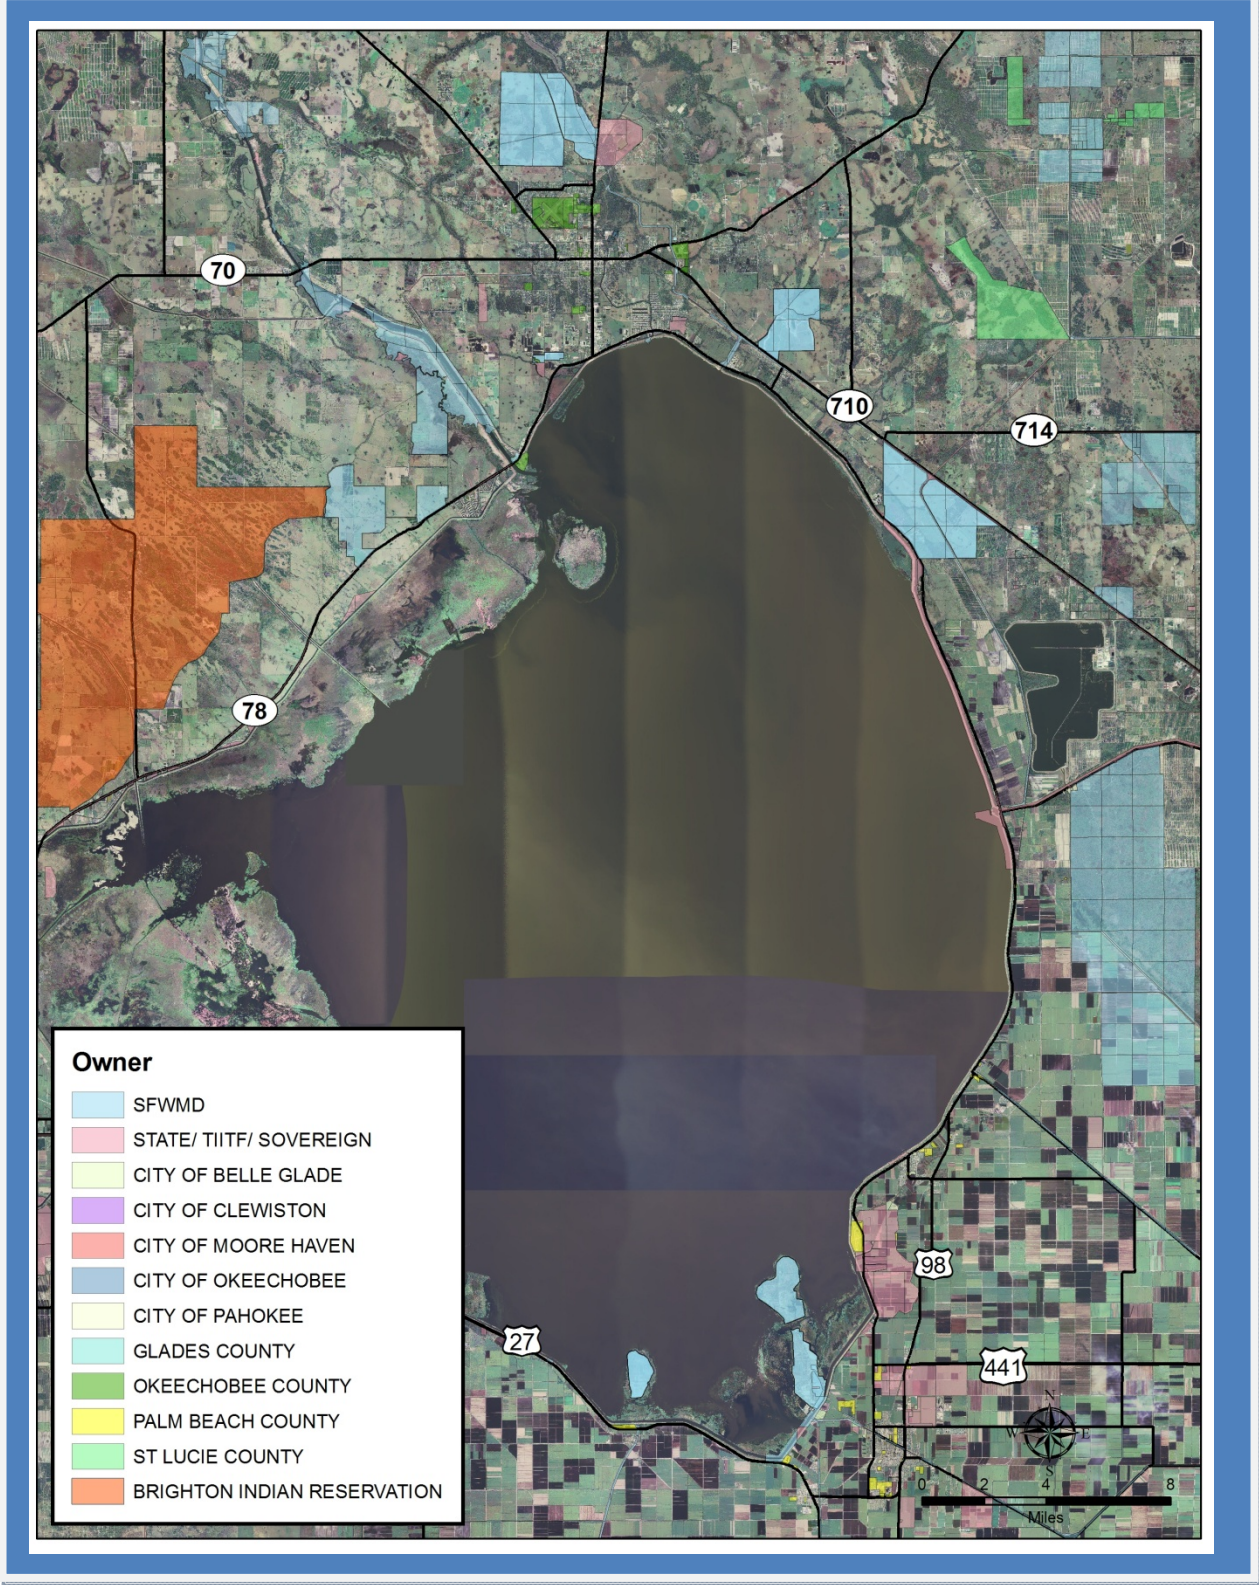 70
710
714
78
Owner
SFWMD
STATE/ TIITF/ SOVEREIGN
CITY OF BELLE GLADE
CITY OF CLEWISTON
CITY OF MOORE HAVEN
CITY OF OKEECHOBEE
CITY OF PAHOKEE
GLADES COUNTY
OKEECHOBEE COUNTY
PALM BEACH COUNTY
ST LUCIE COUNTY
BRIGHTON INDIAN RESERVATION
98
27
441
N
W E
S
0 2 4 8
Miles